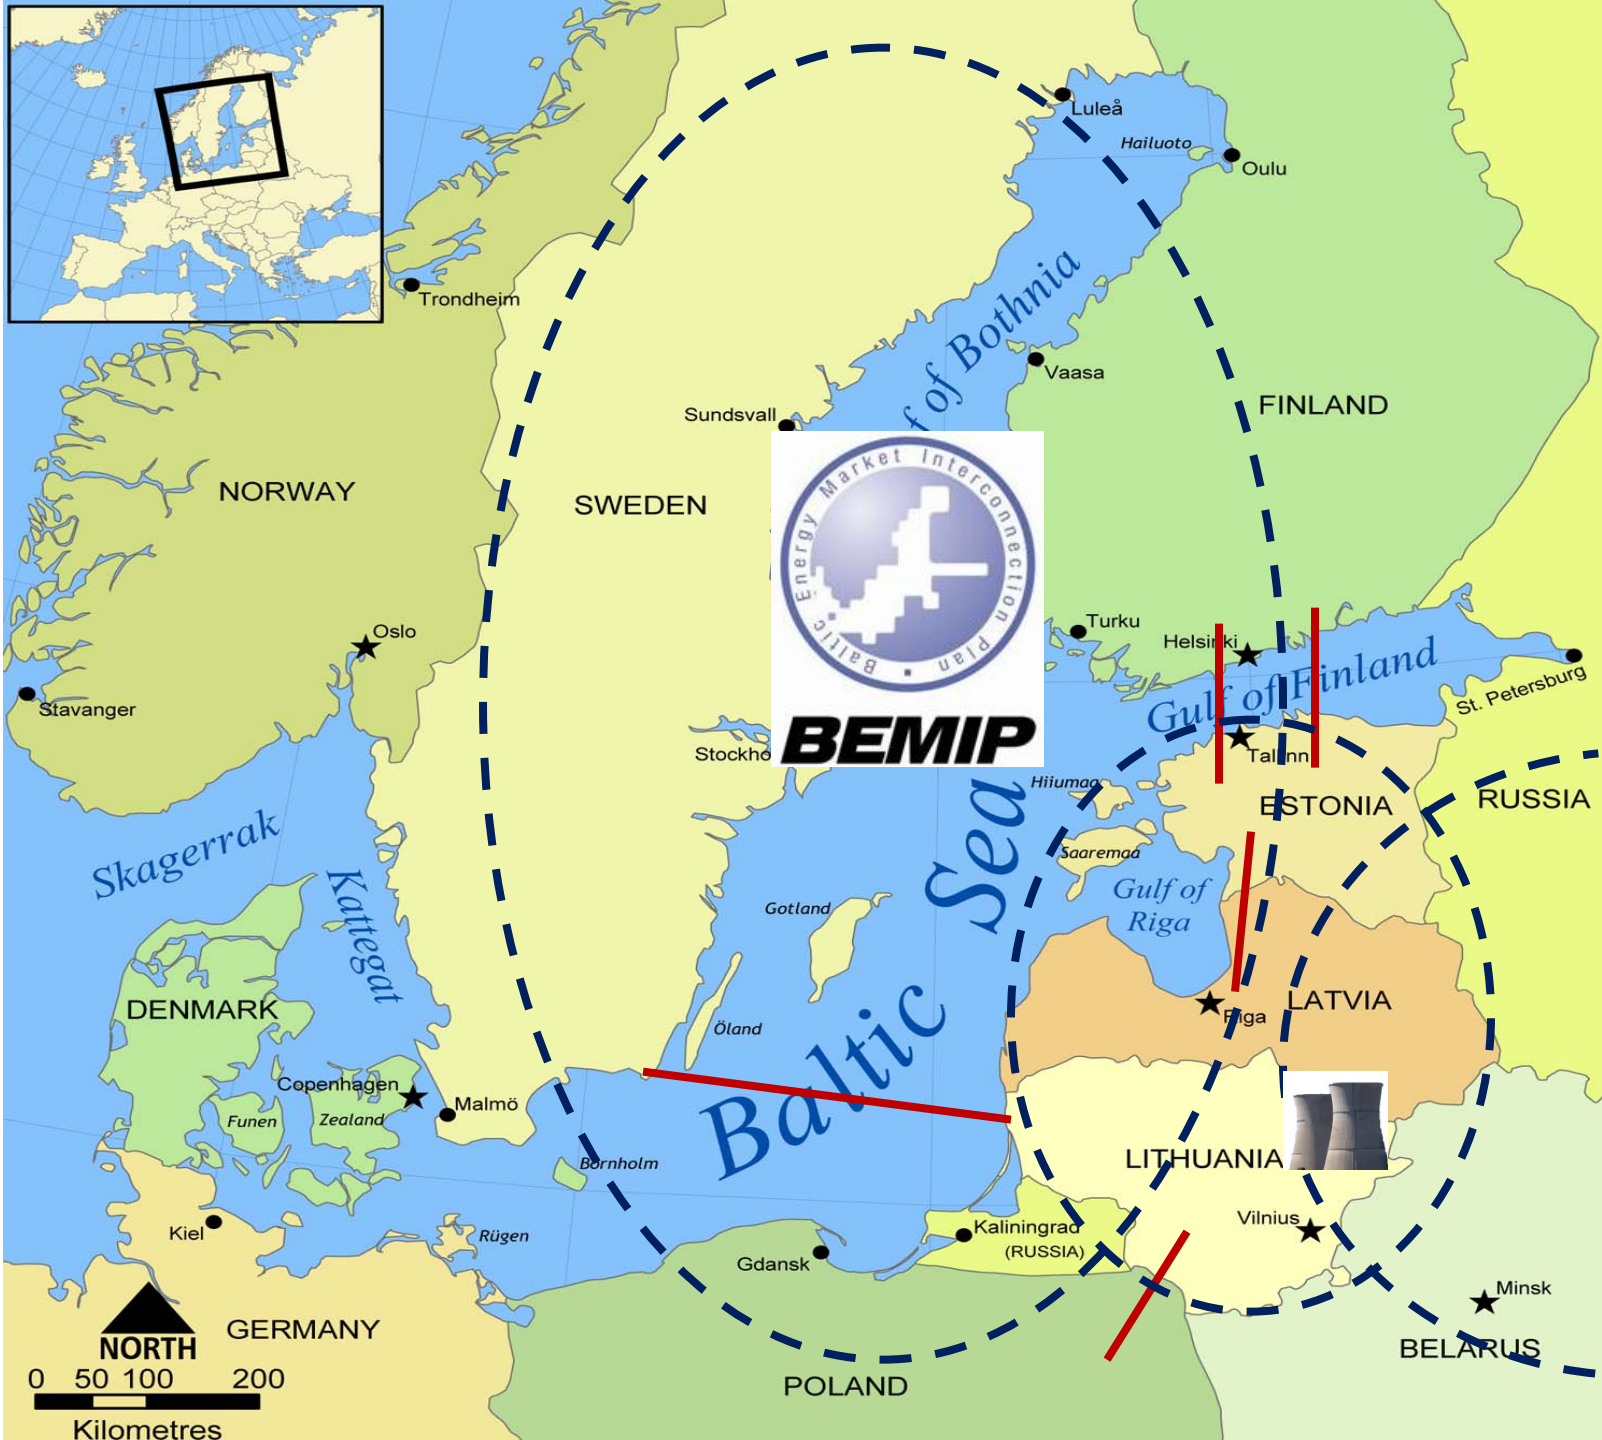 Luleå
Hailuoto
Oulu
Trondheim
f of Bothnia
Vaasa
FINLAND
Sundsvall
NORWAY
SWEDEN
Baltic Energy Market Interconnection Plan
BEMIP
Turku
Helsinki
Oslo
Gulf of Finland
St. Petersburg
Stavanger
Stockho
Tallinn
Hiiumaa
ESTONIA
RUSSIA
Skagerrak
Kattegat
Saaremaa
Gulf of
Riga
Gotland
Baltic Sea
DENMARK
Riga
LATVIA
Öland
Copenhagen
Malmö
Funen
Zealand
Bornholm
LITHUANIA
Kiel
Rügen
Gdansk
Kaliningrad
(RUSSIA)
Vilnius
Minsk
BELARUS
GERMANY
POLAND
NORTH
0 50 100 200
Kilometres